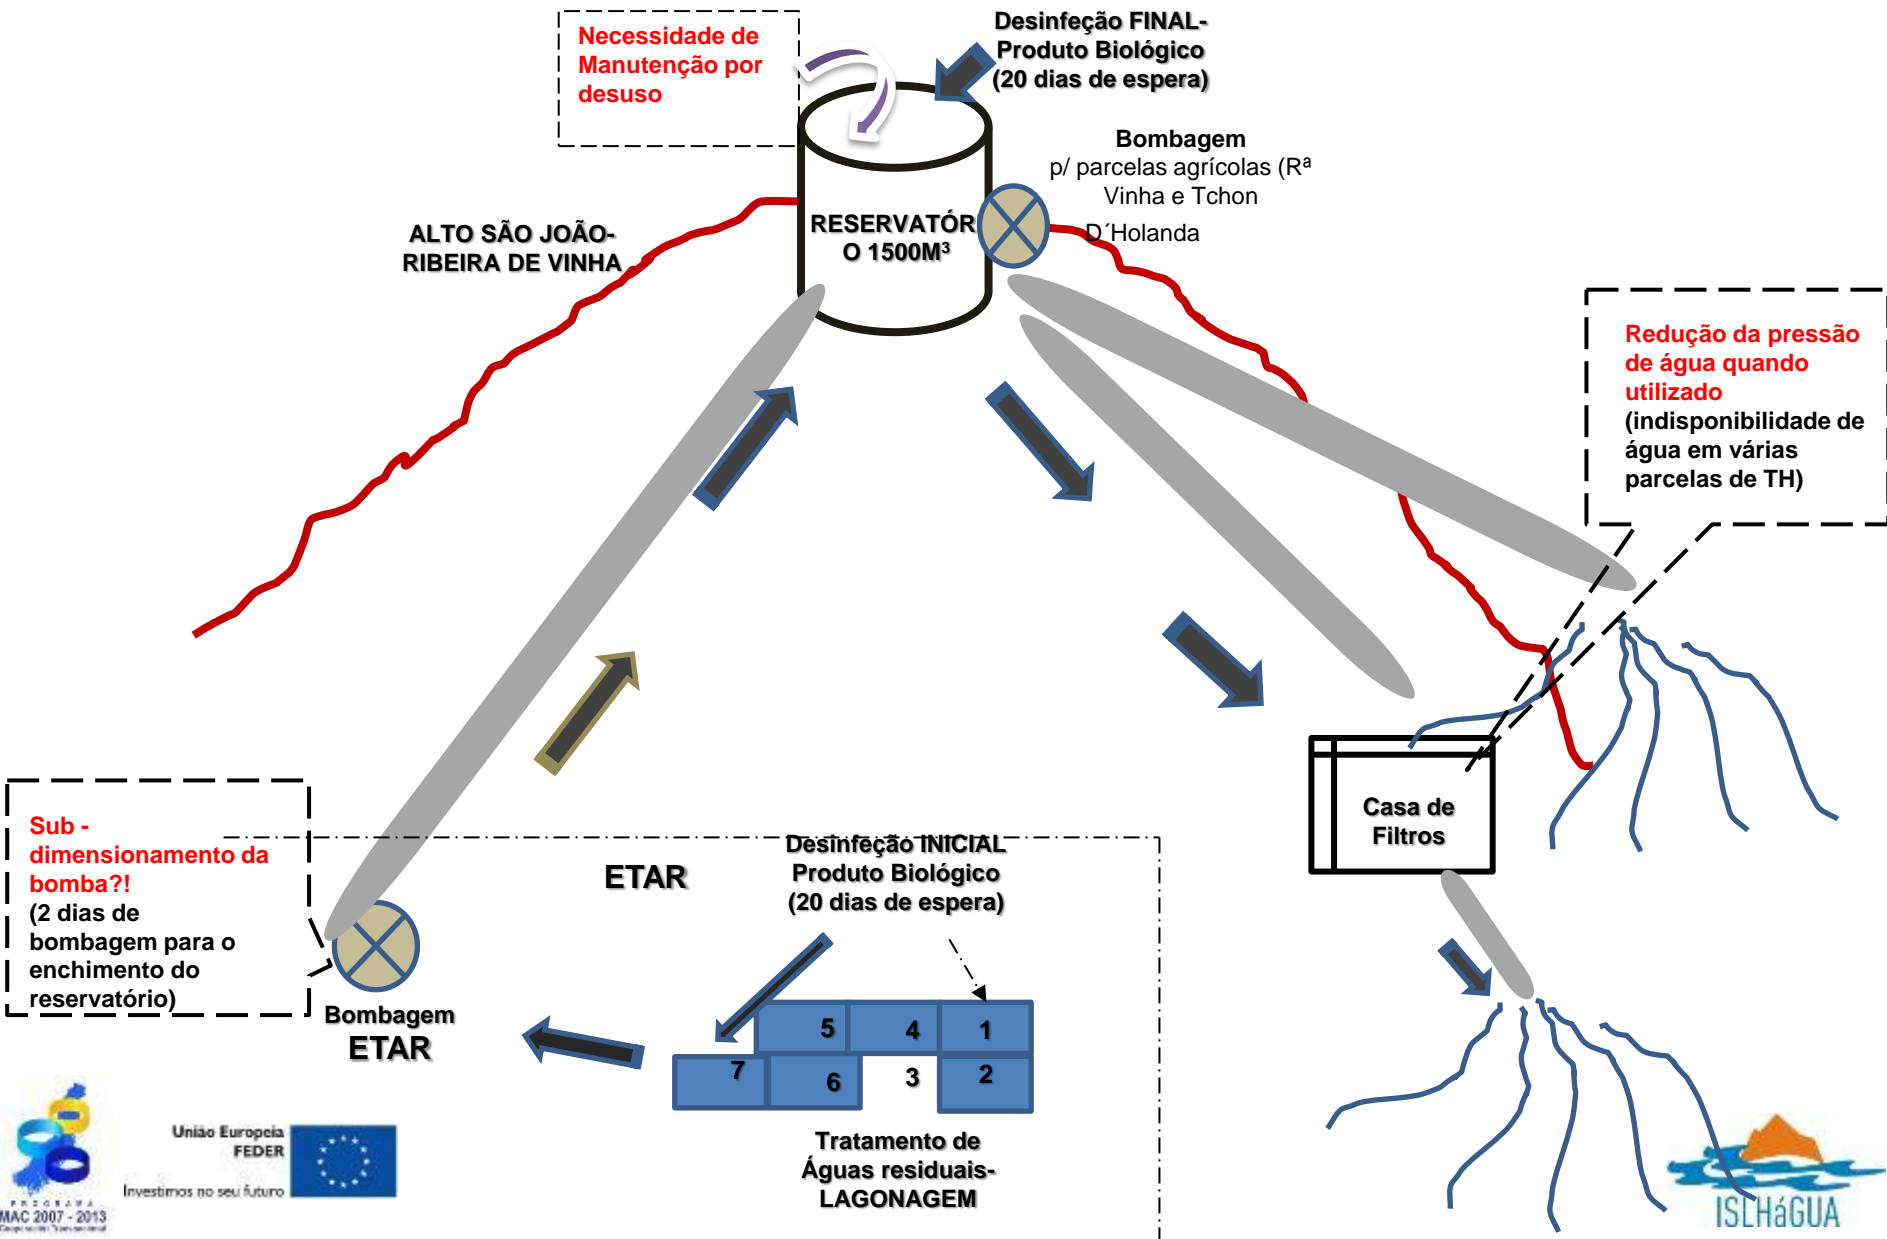 Necessidade de
Manutenção por
desuso
Desinfeção FINAL-
Produto Biológico
(20 dias de espera)
Bombagem
p/ parcelas agrícolas (Rª
Vinha e Tchon
D´Holanda
ALTO SÃO JOÃO-
RIBEIRA DE VINHA
RESERVATÓR
O 1500M³
Redução da pressão
de água quando
utilizado
(indisponibilidade de
água em várias
parcelas de TH)
Casa de
Filtros
Sub -
dimensionamento da
bomba?!
(2 dias de
bombagem para o
enchimento do
reservatório)
ETAR
Desinfeção INICIAL
Produto Biológico
(20 dias de espera)
Bombagem
ETAR
5 4 1
7 6 3 2
Tratamento de
Águas residuais-
LAGONAGEM
PROGRAMA
MAC 2007 - 2013
Cooperación Transnacional
União Europeia
FEDER
Investimos no seu futuro
ISLHáGUA